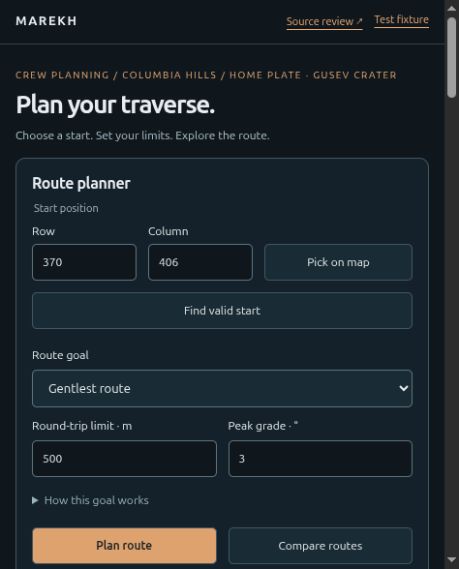 MAREKH
Source review ↗
Test fixture
CREW PLANNING / COLUMBIA HILLS / HOME PLATE · GUSEV CRATER
Plan your traverse.
Choose a start. Set your limits. Explore the route.
Route planner
Start position
Row
Column
370
406
Pick on map
Find valid start
Route goal
Gentlest route
Round-trip limit · m
Peak grade · °
500
3
How this goal works
Plan route
Compare routes